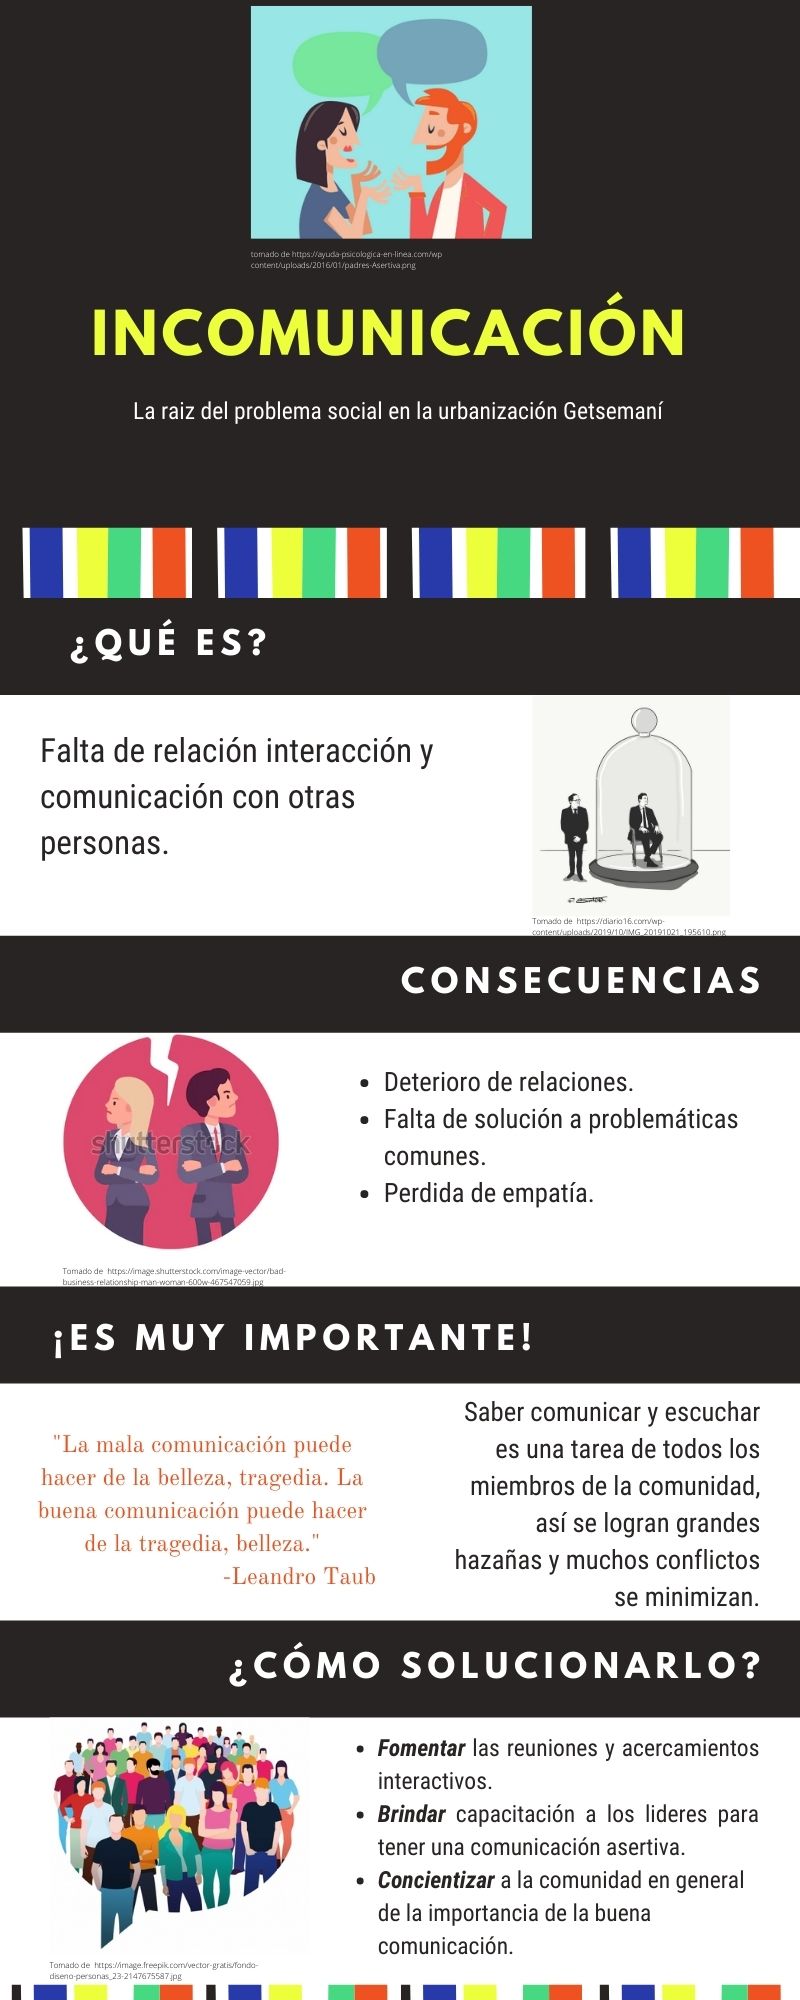 tomado de https://ayuda-psicologica-en-linea.com/wp
content/uploads/2016/01/padres-Asertiva.png
INCOMUNICACIÓN
La raiz del problema social en la urbanización Getsemaní
¿QUÉ ES?
Falta de relación interacción y
comunicación con otras
personas.
Tomado de https://diario16.com/wp-
content/uploads/2019/10/IMG_20191021_195610.png
CONSECUENCIAS
shutterstock
Deterioro de relaciones.
Falta de solución a problemáticas
comunes.
Perdida de empatía.
Tomado de https://image.shutterstock.com/image-vector/bad-
business-relationship-man-woman-600w-467547059.jpg
¡ES MUY IMPORTANTE!
"La mala comunicación puede
hacer de la belleza, tragedia. La
buena comunicación puede hacer
de la tragedia, belleza."
-Leandro Taub
Saber comunicar y escuchar
es una tarea de todos los
miembros de la comunidad,
así se logran grandes
hazañas y muchos conflictos
se minimizan.
¿CÓMO SOLUCIONARLO?
Fomentar las reuniones y acercamientos
interactivos.
Brindar capacitación a los lideres para
tener una comunicación asertiva.
Concientizar a la comunidad en general
de la importancia de la buena
comunicación.
Tomado de https://image.freepik.com/vector-gratis/fondo-
diseno-personas_23-2147675587.jpg